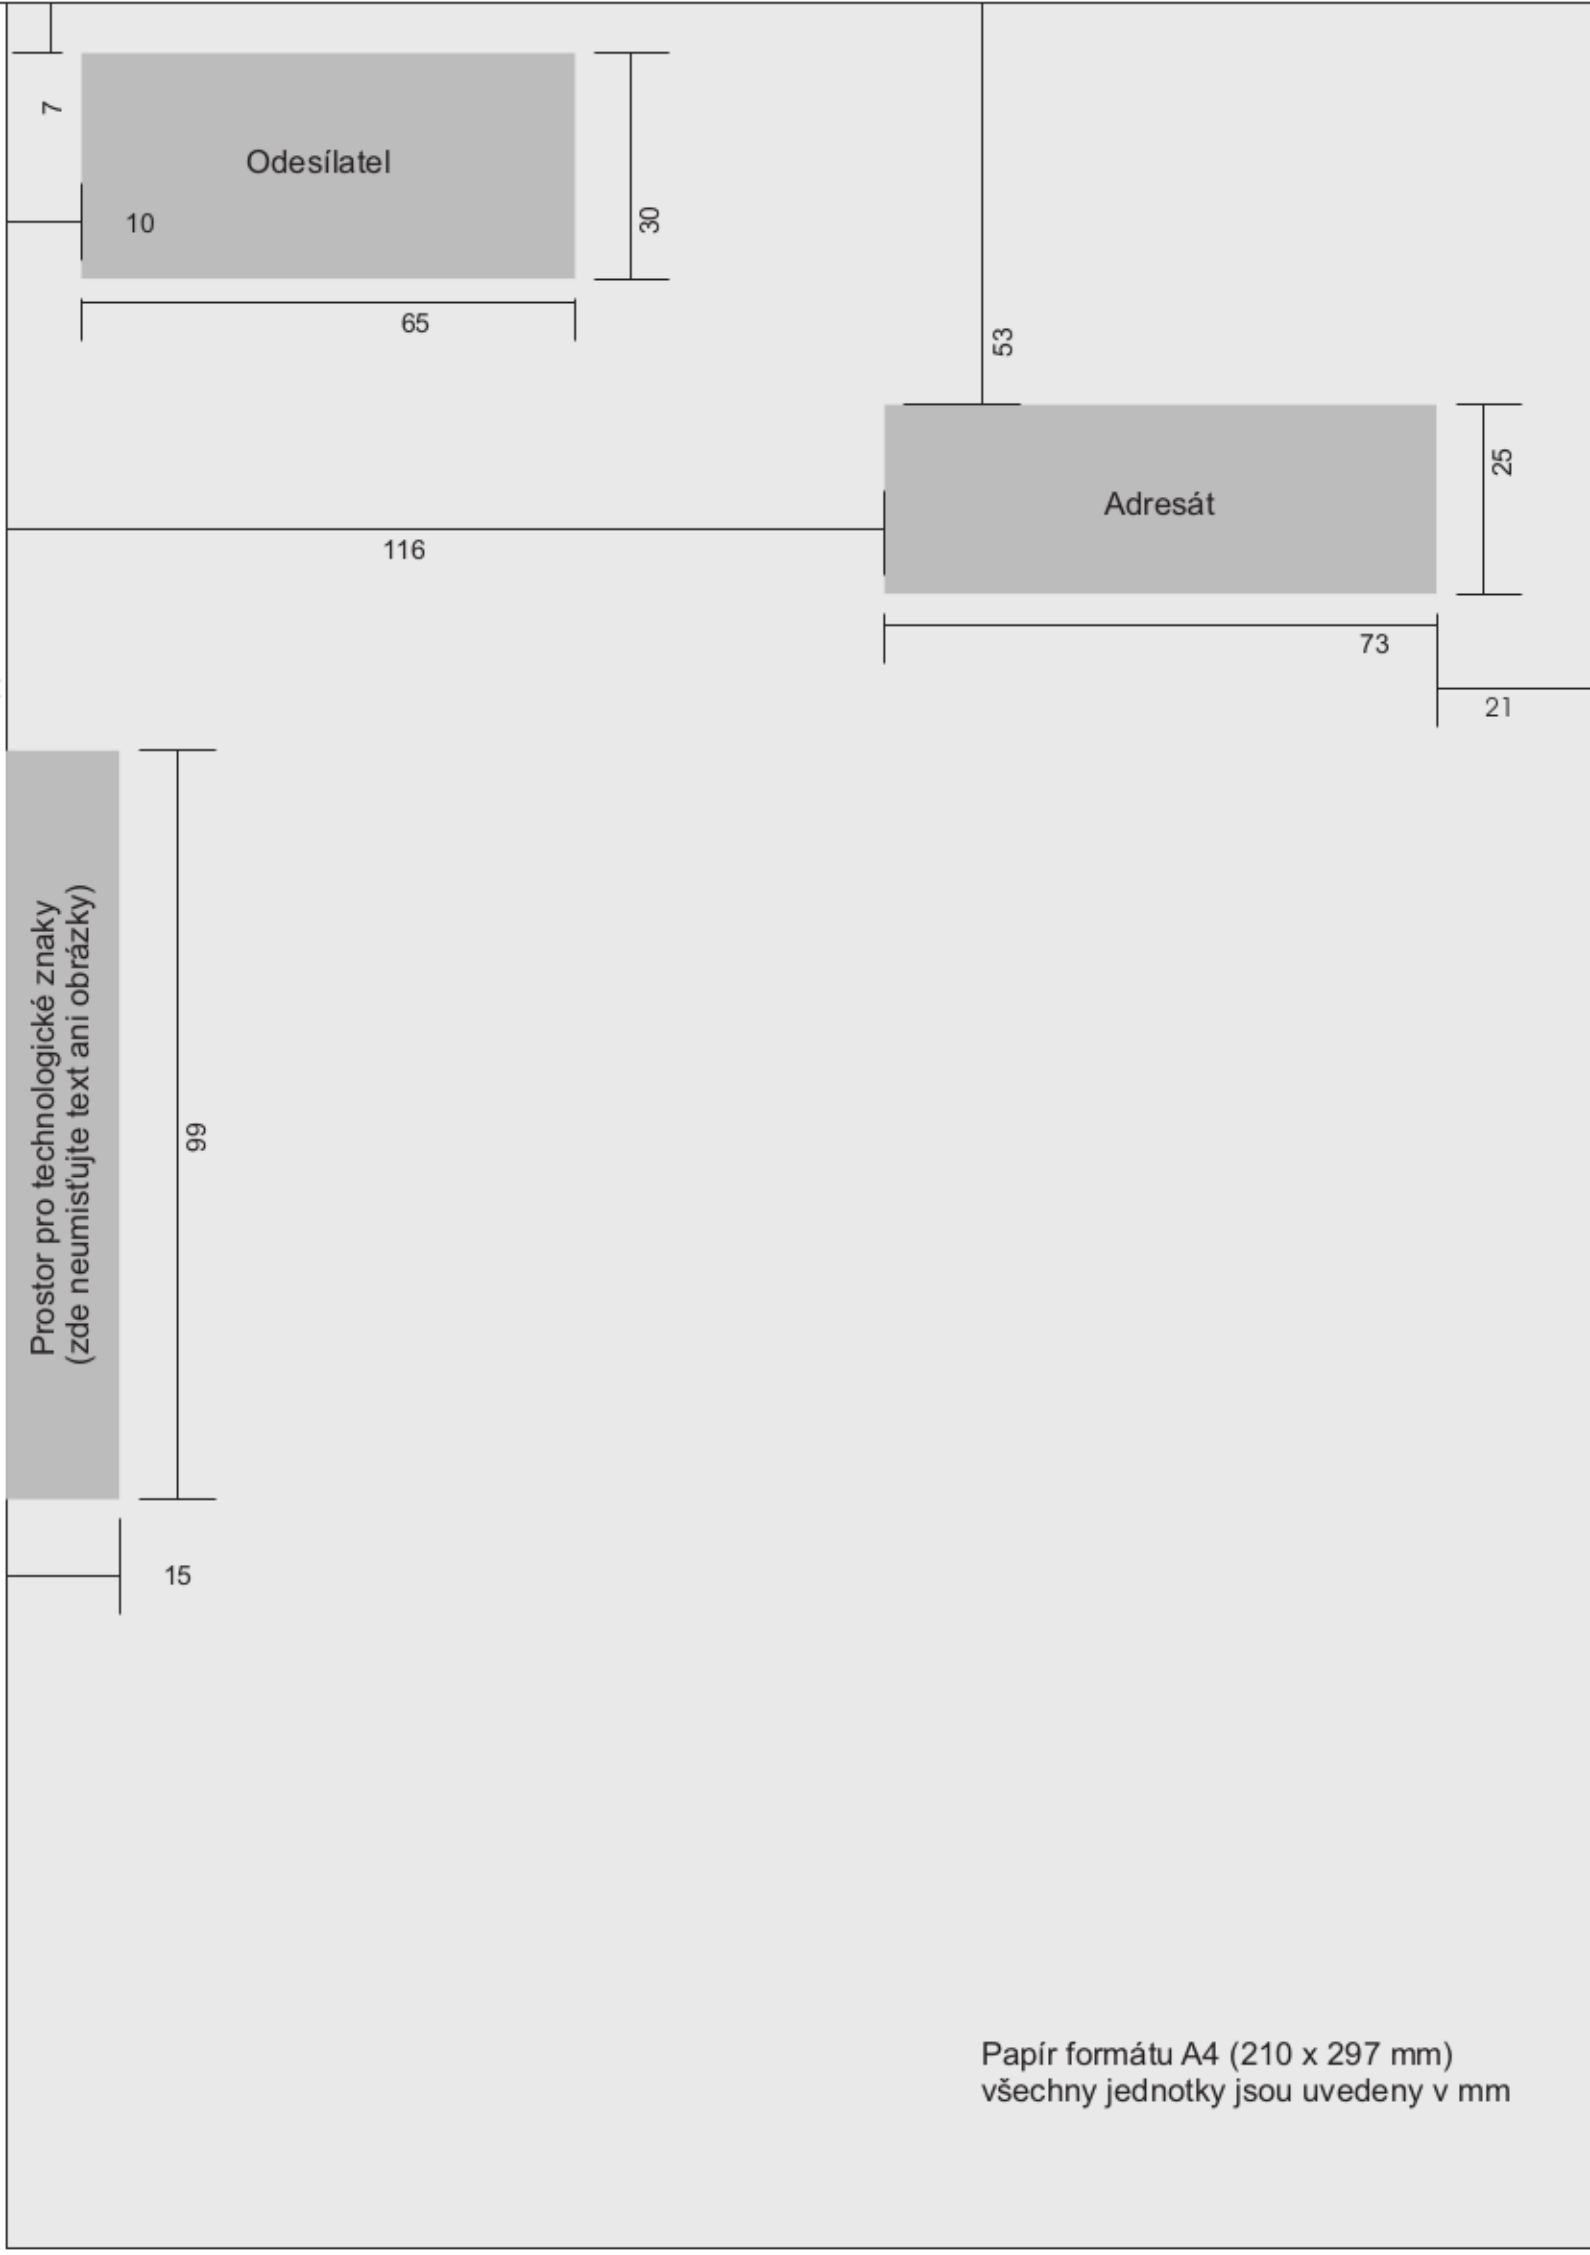 7
Odesílatel
10
30
65
53
Adresát
25
116
73
21
Prostor pro technologické znaky
(zde neumisťujte text ani obrázky)
99
15
Papír formátu A4 (210 x 297 mm)
všechny jednotky jsou uvedeny v mm